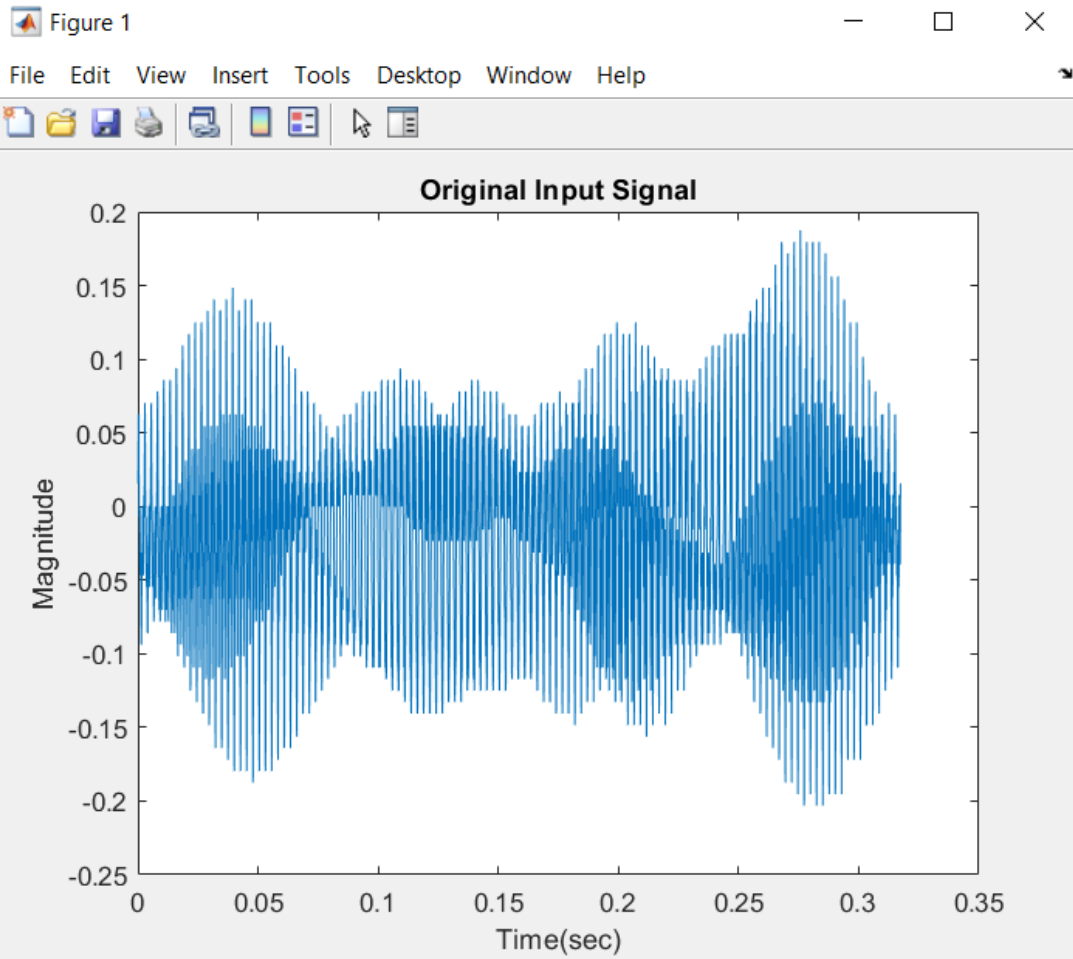 Figure 1
File Edit View Insert Tools Desktop Window Help
Original Input Signal
0.2
0.15
0.1
0.05
0
-0.05
-0.1
-0.15
-0.2
-0.25
Magnitude
0 0.05 0.1 0.15 0.2 0.25 0.3 0.35
Time(sec)